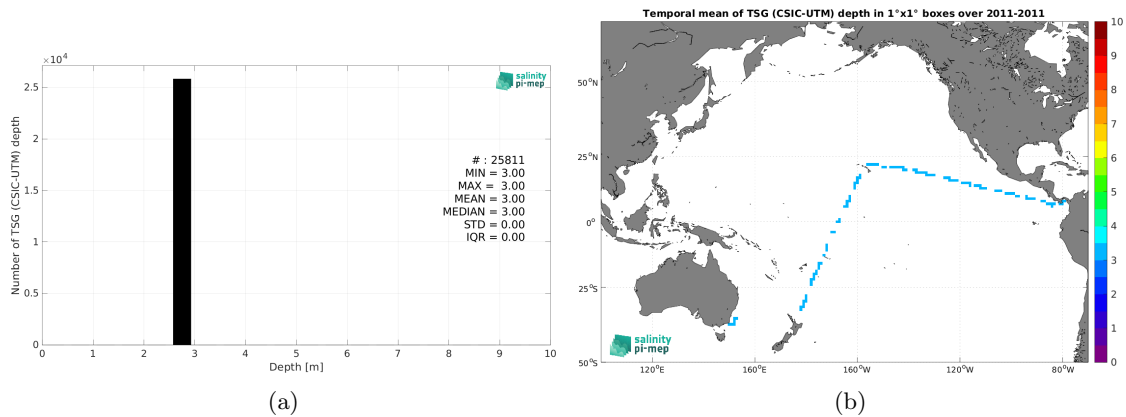 ×10⁴
2.5
2
1.5
1
0.5
0
0 1 2 3 4 5 6 7 8 9 10
Number of TSG (CSIC-UTM) depth
Depth [m]
salinity
pi-mep
# : 25811
MIN = 3.00
MAX = 3.00
MEAN = 3.00
MEDIAN = 3.00
STD = 0.00
IQR = 0.00
(a)
Temporal mean of TSG (CSIC-UTM) depth in 1°x1° boxes over 2011-2011
50°N
25°N
0°
25°S
50°S
120°E 160°E 160°W 120°W 80°W
salinity
pi-mep
10
9
8
7
6
5
4
3
2
1
0
(b)